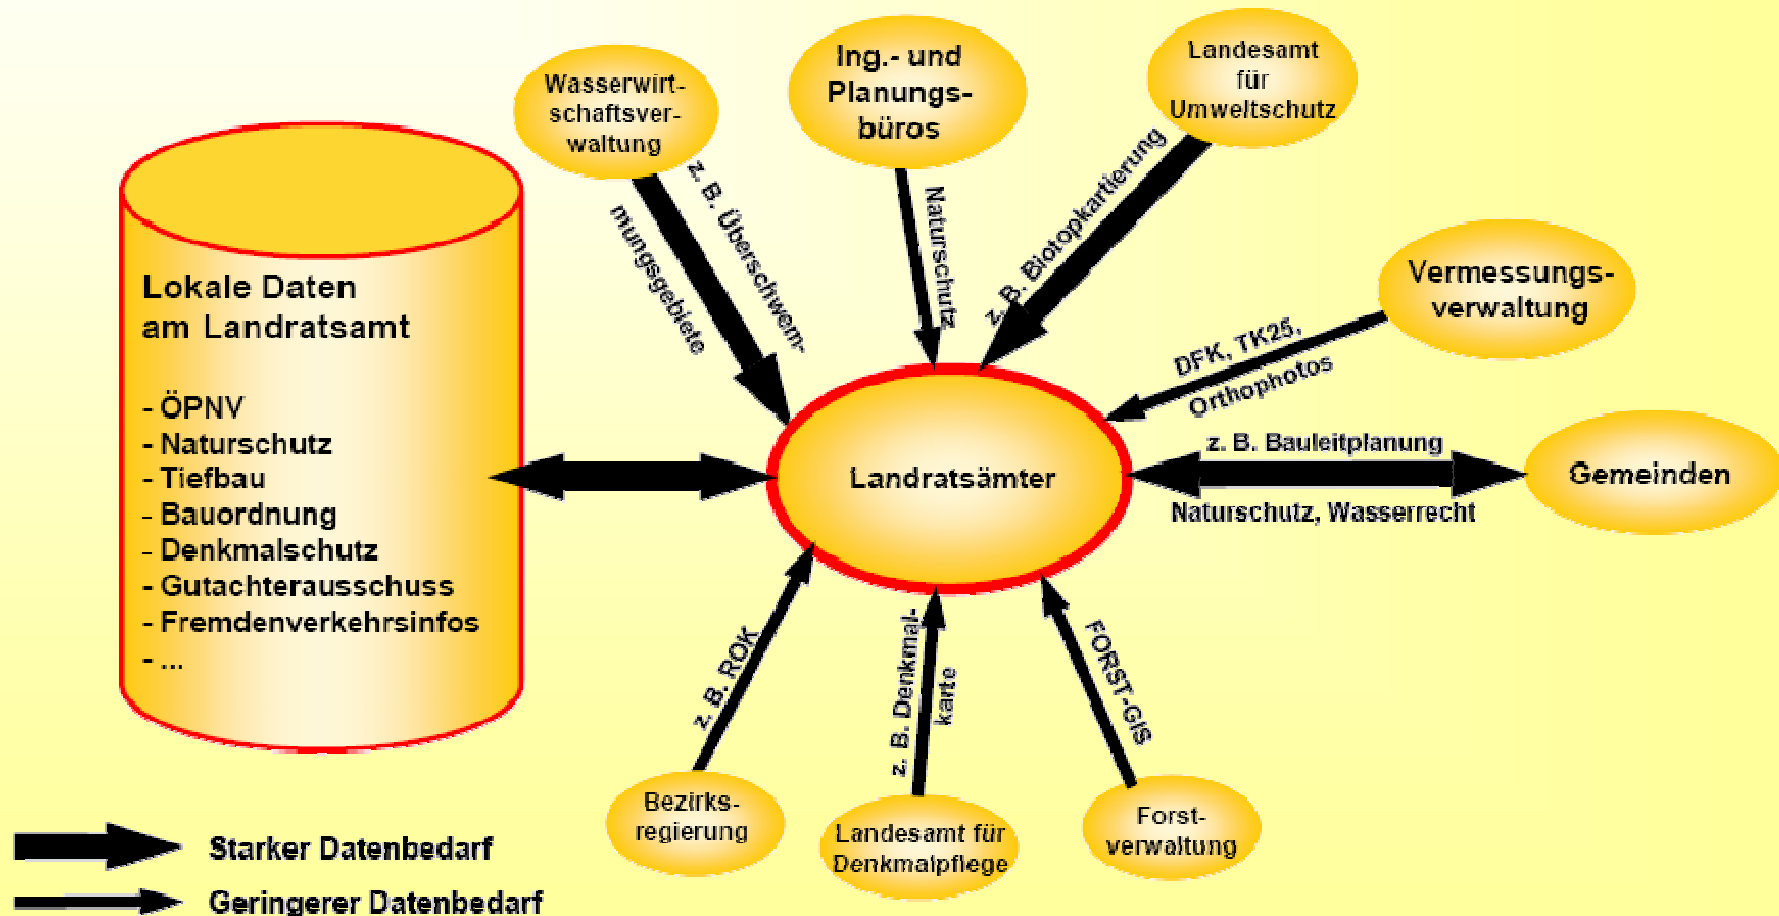 Wasserwirt-
schaftsver-
waltung
Ing.- und
Planungs-
büros
Landesamt
für
Umweltschutz
z. B. Überschwem-
mungsgebiete
Naturschutz
z. B. Biotopkartierung
Vermessungs-
verwaltung
DFK, TK25,
Orthophotos
Lokale Daten
am Landratsamt
- ÖPNV
- Naturschutz
- Tiefbau
- Bauordnung
- Denkmalschutz
- Gutachterausschuss
- Fremdenverkehrsinfos
- ...
Landratsämter
z. B. Bauleitplanung
Naturschutz, Wasserrecht
Gemeinden
z. B. ROK
z. B. Denkmal-
karte
FORST-GIS
Bezirks-
regierung
Landesamt für
Denkmalpflege
Forst-
verwaltung
Starker Datenbedarf
Geringerer Datenbedarf